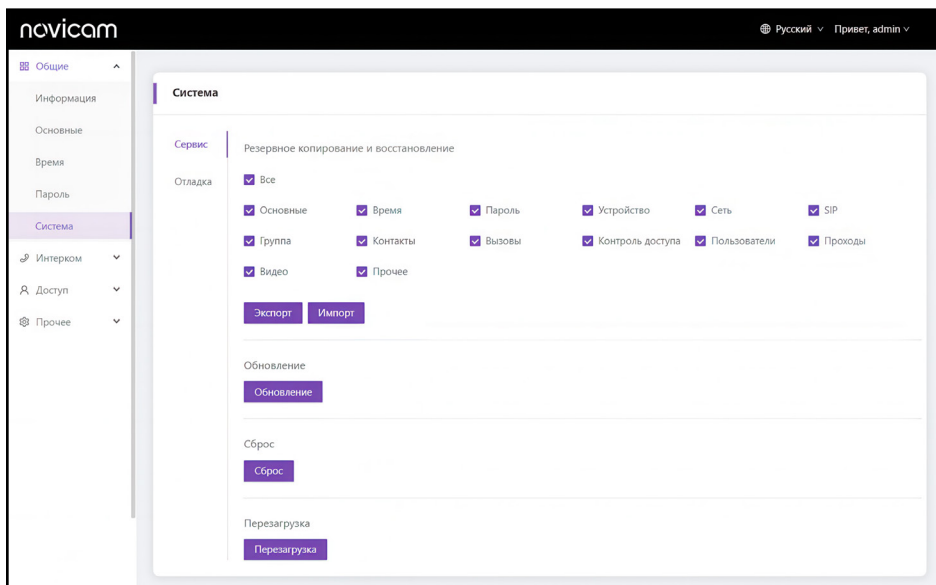 novicam
Русский Привет, admin
Общие
Информация
Основные
Время
Пароль
Система
Интерком
Доступ
Прочее
Система
Сервис
Отладка
Резервное копирование и восстановление
Все
Основные Время Пароль Устройство Сеть SIP
Группа Контакты Вызовы Контроль доступа Пользователи Проходы
Видео Прочее
Экспорт Импорт
Обновление
Обновление
Сброс
Сброс
Перезагрузка
Перезагрузка